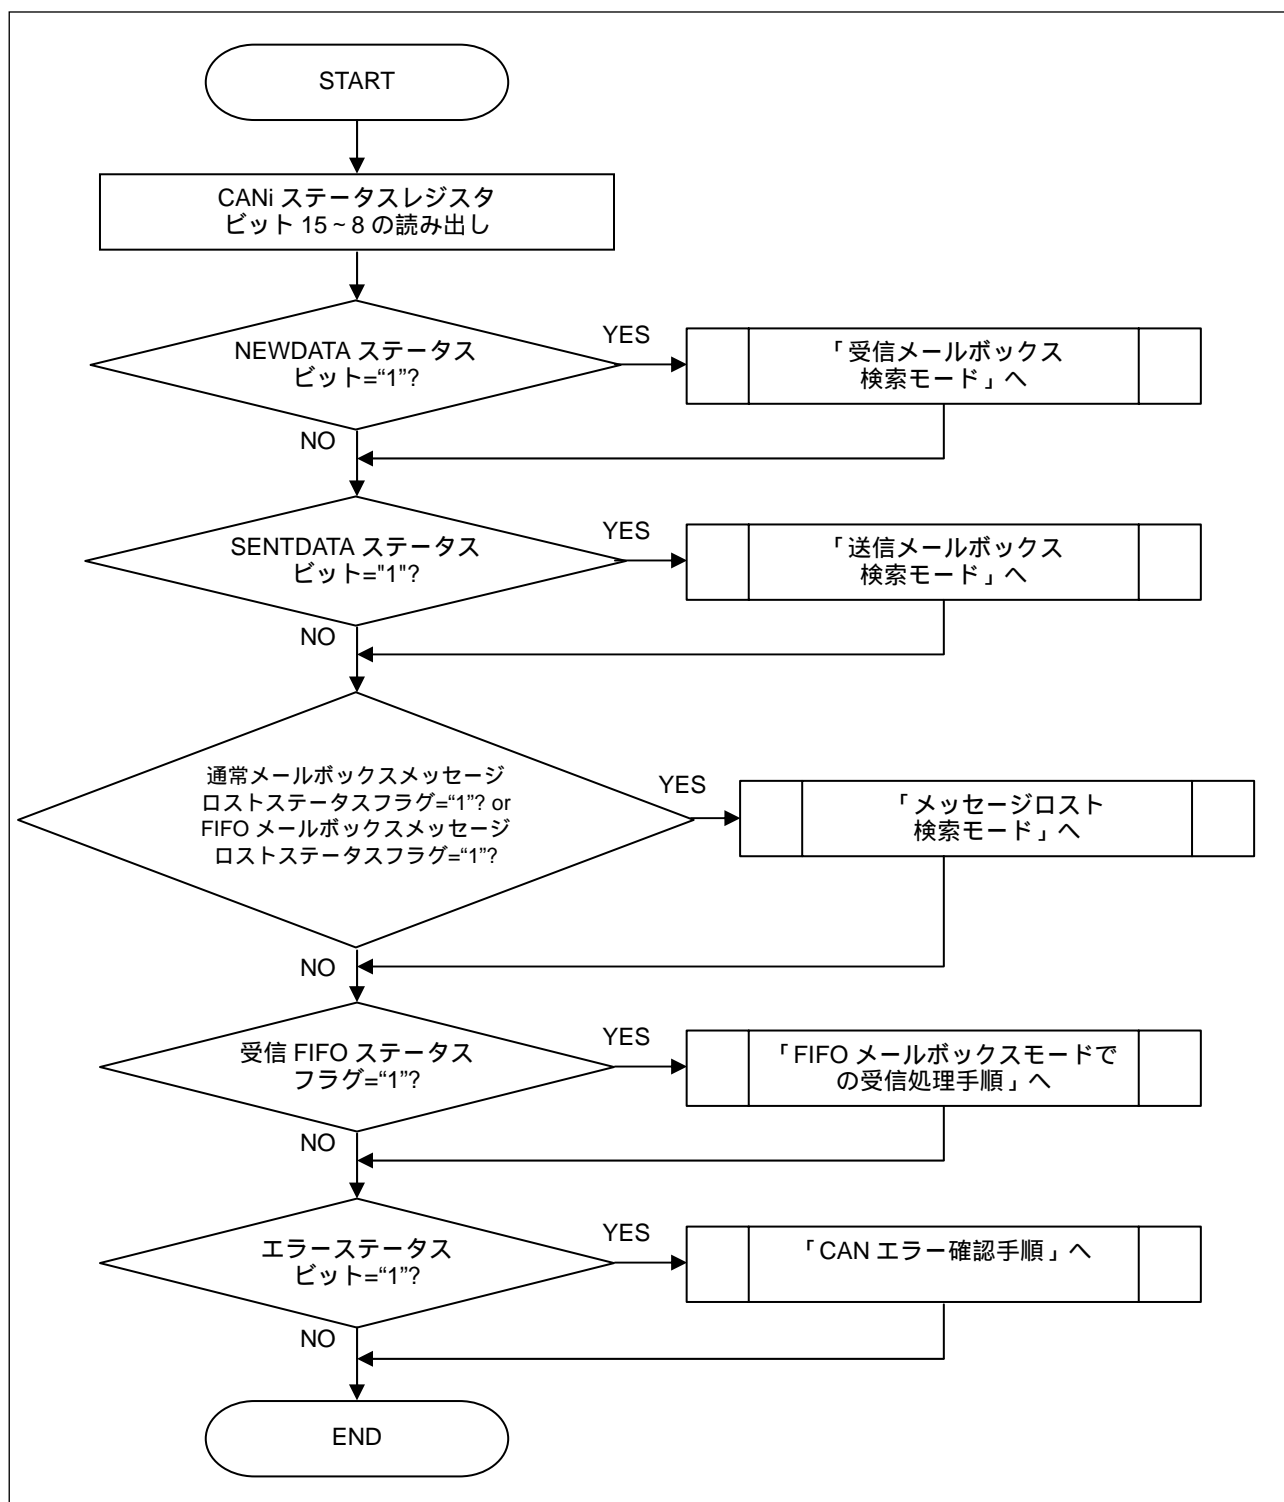 START
CANi ステータスレジスタ
ビット 15~8 の読み出し
NEWDATA ステータス
ビット=“1”?
YES
「受信メールボックス
検索モード」へ
NO
SENTDATA ステータス
ビット="1"?
YES
「送信メールボックス
検索モード」へ
NO
通常メールボックスメッセージ
ロストステータスフラグ=“1”? or
FIFO メールボックスメッセージ
ロストステータスフラグ=“1”?
YES
「メッセージロスト
検索モード」へ
NO
受信 FIFO ステータス
フラグ=“1”?
YES
「FIFO メールボックスモードで
の受信処理手順」へ
NO
エラーステータス
ビット=“1”?
YES
「CAN エラー確認手順」へ
NO
END